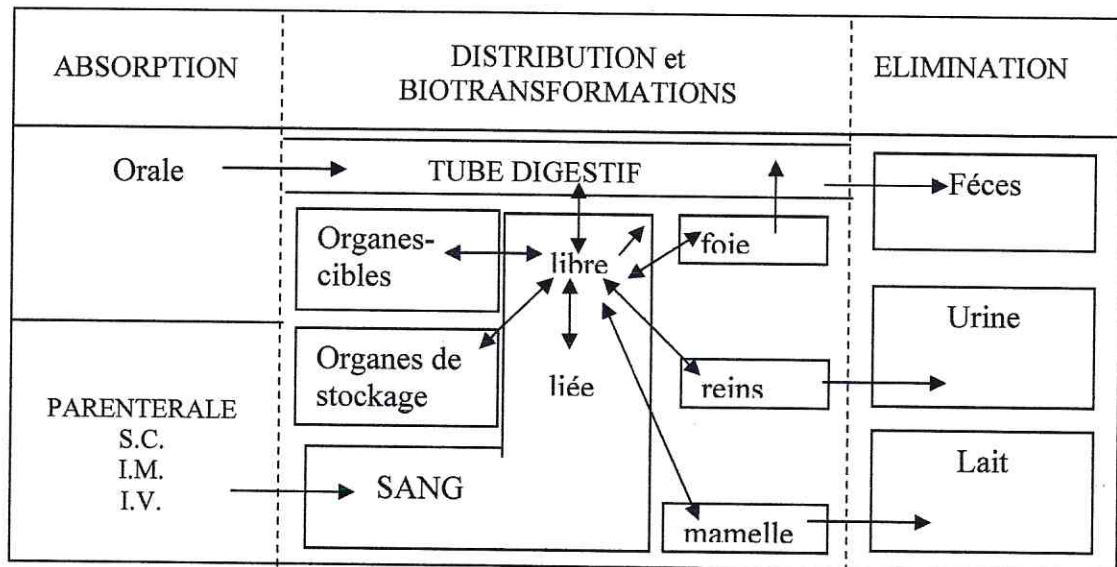 ABSORPTION
DISTRIBUTION et
BIOTRANSFORMATIONS
ELIMINATION
Orale
TUBE DIGESTIF
Féces
Organes-
cibles
libre
foie
Urine
Organes de
stockage
liée
reins
PARENTERALE
S.C.
I.M.
I.V.
SANG
Lait
mamelle